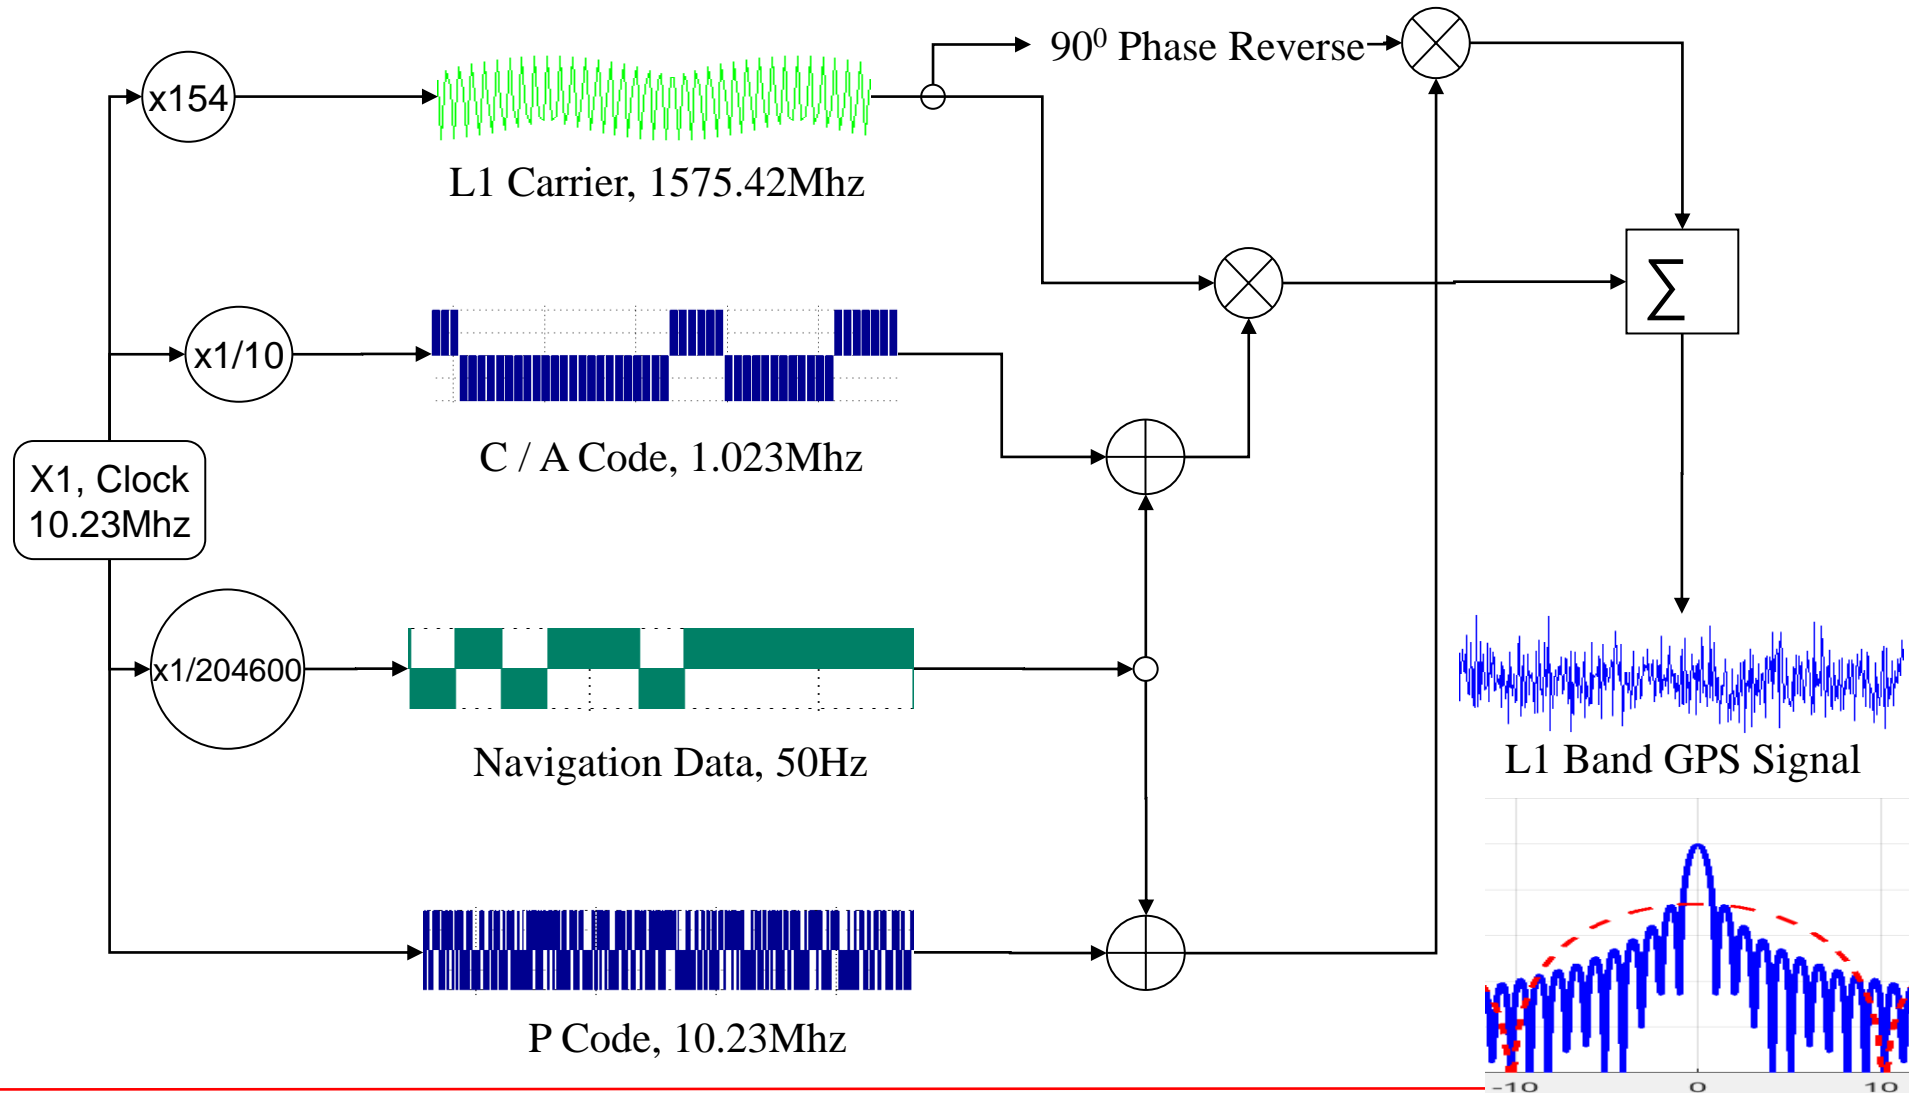 90⁰ Phase Reverse
x154
L1 Carrier, 1575.42Mhz
∑
x1/10
C / A Code, 1.023Mhz
X1, Clock
10.23Mhz
x1/204600
Navigation Data, 50Hz
L1 Band GPS Signal
P Code, 10.23Mhz
-10 0 10